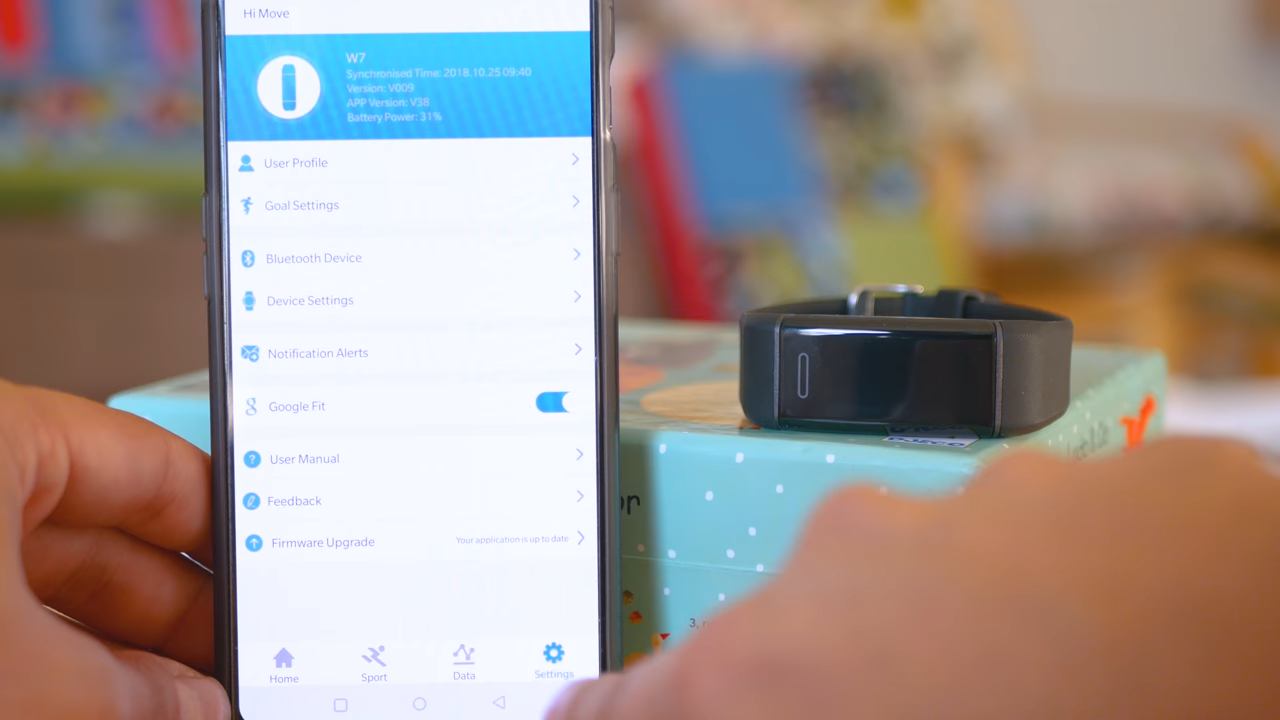 Hi Move
W7
Synchronised Time: 2018.10.25 09:40
Version: V009
APP Version: V38
Battery Power: 31%
User Profile
Goal Settings
Bluetooth Device
Device Settings
Notification Alerts
Google Fit
User Manual
Feedback
Firmware Upgrade
Your application is up to date
Home
Sport
Data
Settings
or
3,